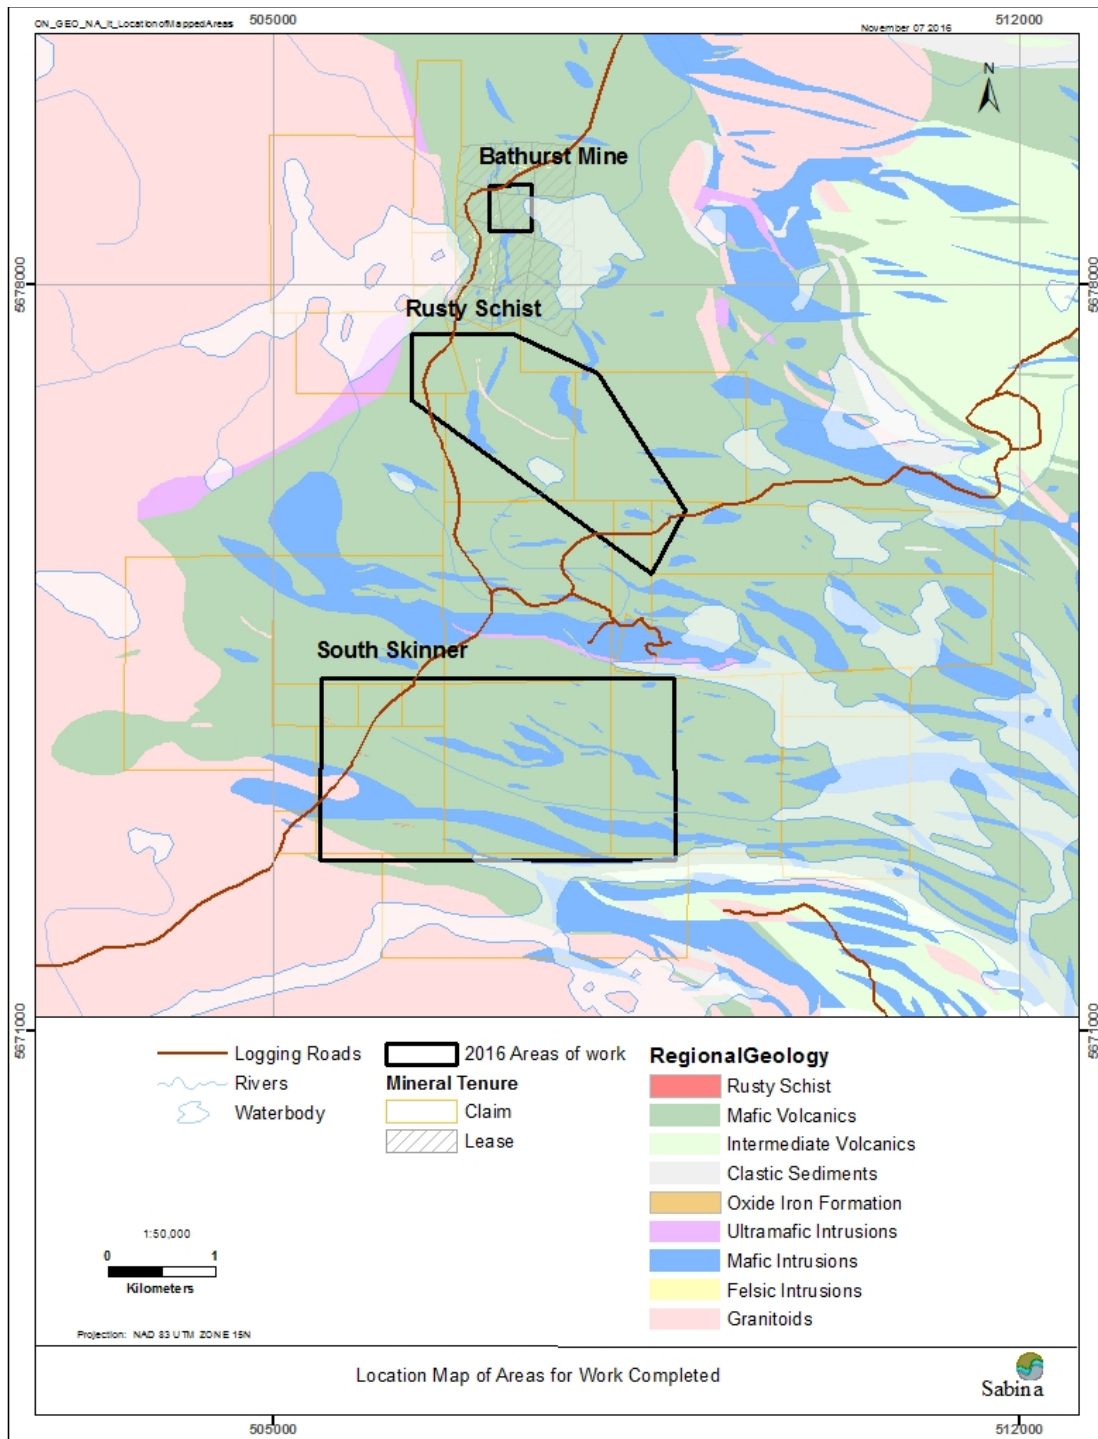 ON_GEO_NA_lt_LocationofMappedAreas
505000
512000
November 07 2016
N
Bathurst Mine
5678000
5678000
Rusty Schist
South Skinner
5671000
5671000
Logging Roads
Rivers
Waterbody
2016 Areas of work
Mineral Tenure
Claim
Lease
RegionalGeology
Rusty Schist
Mafic Volcanics
Intermediate Volcanics
Clastic Sediments
Oxide Iron Formation
Ultramafic Intrusions
Mafic Intrusions
Felsic Intrusions
Granitoids
1:50,000
0 1
Kilometers
Projection: NAD 83 UTM ZONE 15N
Location Map of Areas for Work Completed
Sabina
505000
512000